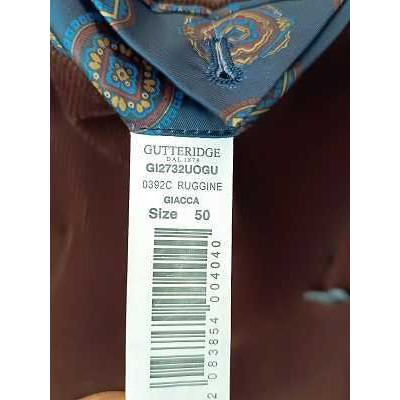 GUTTERIDGE
DAL 1878
GI2732UOGU
0392C RUGGINE
GIACCA
Size 50
2 083854 004040